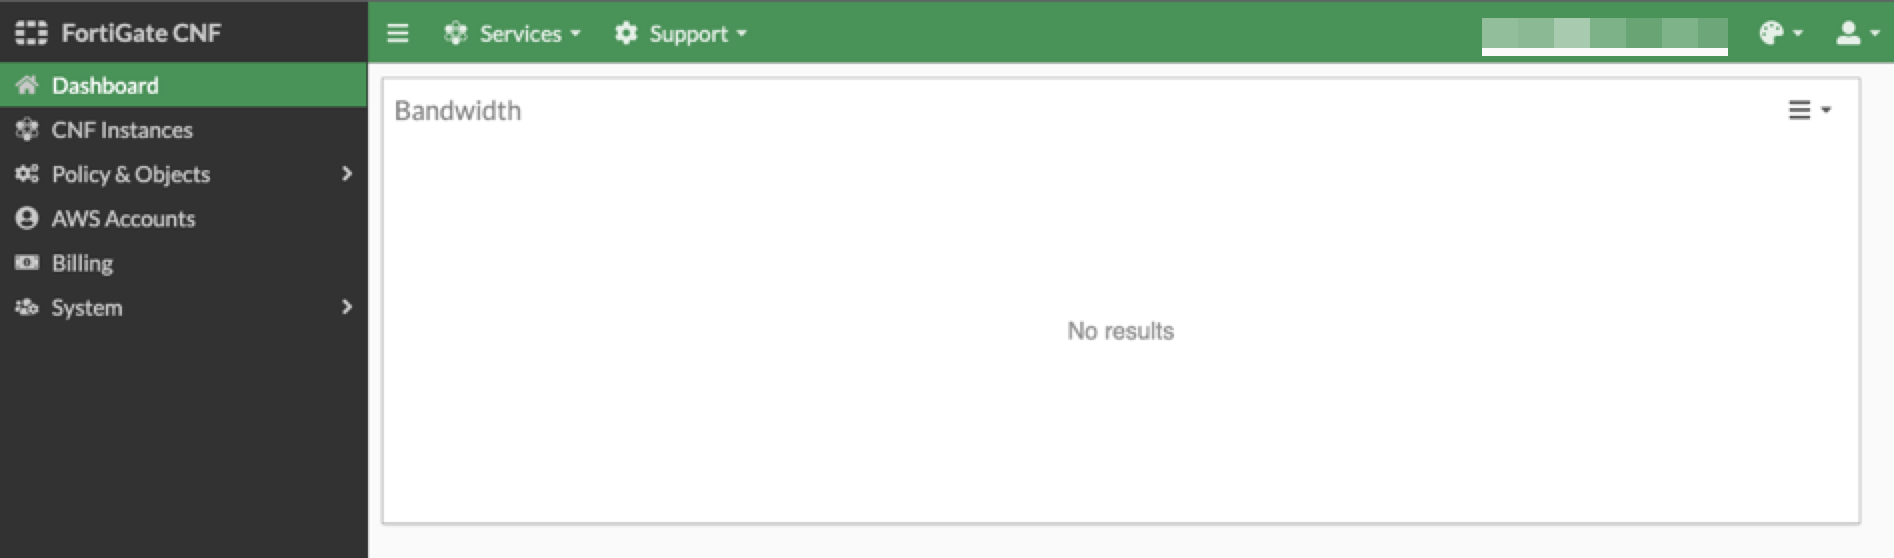 FortiGate CNF
Services
Support
Dashboard
CNF Instances
Policy & Objects
AWS Accounts
Billing
System
Bandwidth
No results